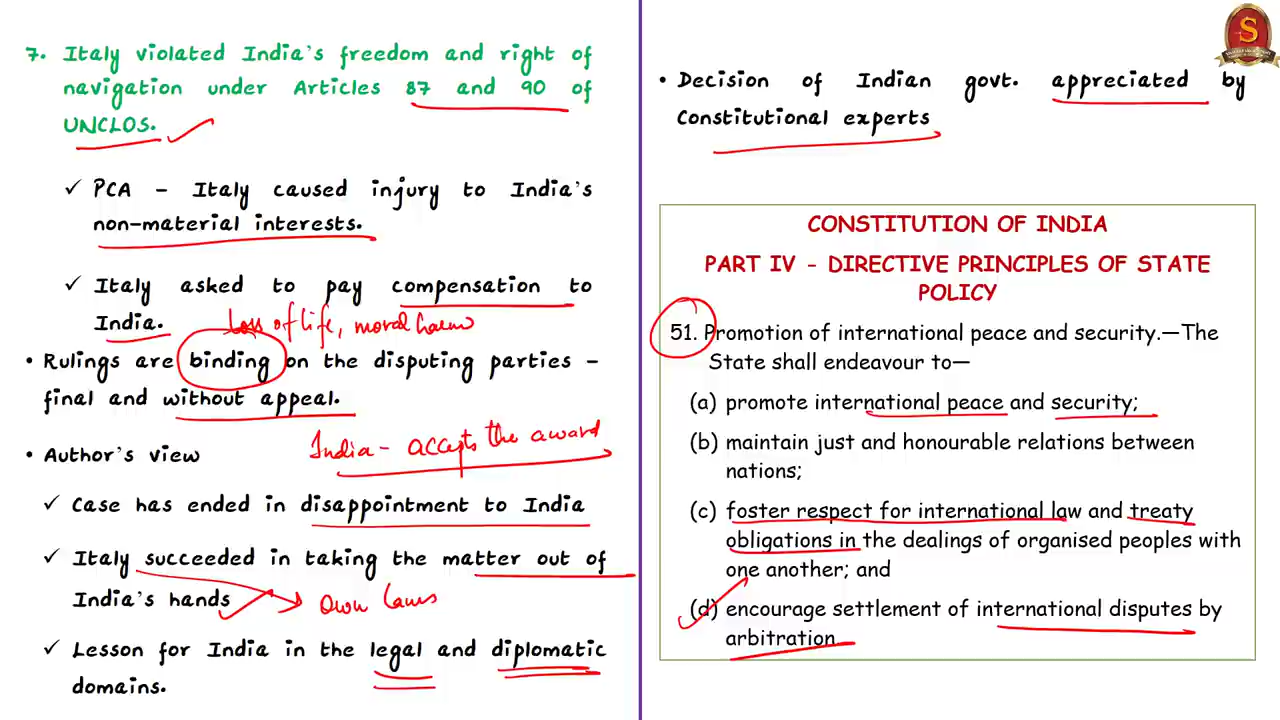 7. Italy violated India's freedom and right of
navigation under Articles 87 and 90 of
UNCLOS.
✓ PCA - Italy caused injury to India's
non-material interests.
✓ Italy asked to pay compensation to
India.
Loss of life, moral harm
• Rulings are binding on the disputing parties -
final and without appeal.
India - accepts the award
• Author's view
✓ Case has ended in disappointment to India
✓ Italy succeeded in taking the matter out of
India's hands
own laws
✓ Lesson for India in the legal and diplomatic
domains.
• Decision of Indian govt. appreciated by
Constitutional experts
CONSTITUTION OF INDIA
PART IV - DIRECTIVE PRINCIPLES OF STATE
POLICY
51. Promotion of international peace and security.—The
State shall endeavour to—
(a) promote international peace and security;
(b) maintain just and honourable relations between
nations;
(c) foster respect for international law and treaty
obligations in the dealings of organised peoples with
one another; and
(d) encourage settlement of international disputes by
arbitration
S